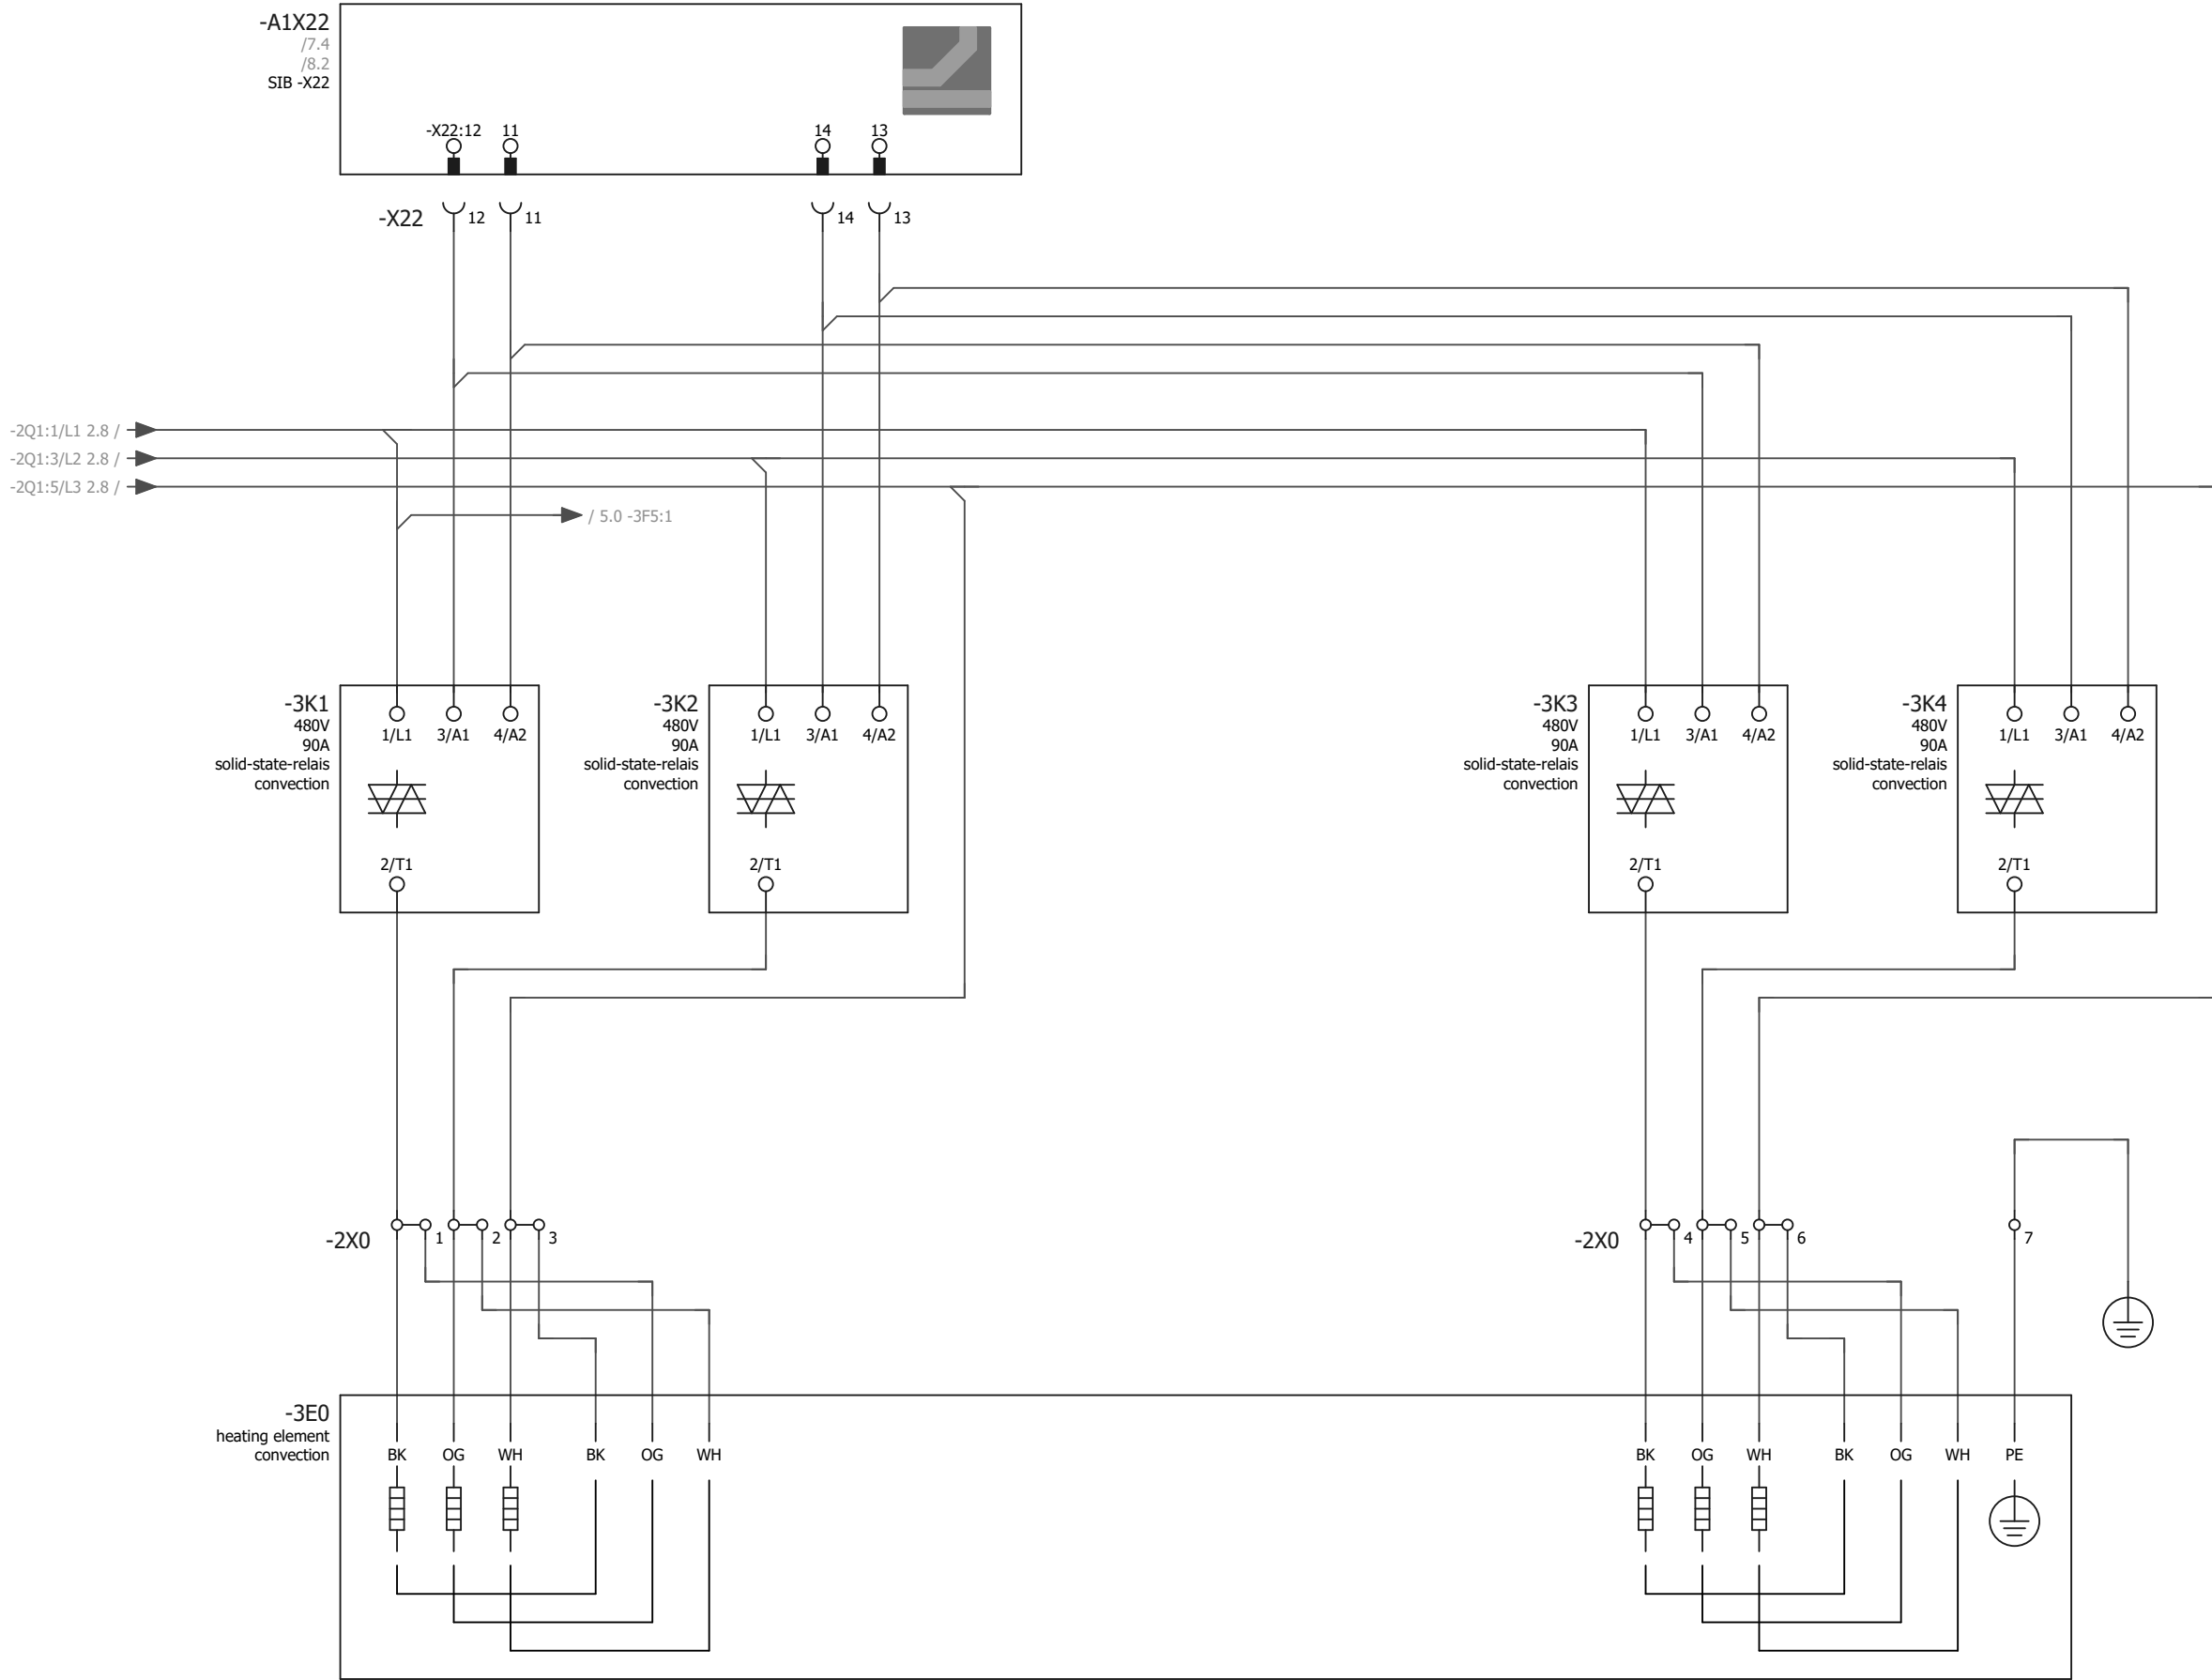 -A1X22
/7.4
/8.2
SIB -X22
-X22:12 11 14 13
-X22 12 11 14 13
-2Q1:1/L1 2.8 /
-2Q1:3/L2 2.8 /
-2Q1:5/L3 2.8 /
/ 5.0 -3F5:1
-3K1
480V
90A
solid-state-relais
convection
1/L1 3/A1 4/A2
2/T1
-3K2
480V
90A
solid-state-relais
convection
1/L1 3/A1 4/A2
2/T1
-3K3
480V
90A
solid-state-relais
convection
1/L1 3/A1 4/A2
2/T1
-3K4
480V
90A
solid-state-relais
convection
1/L1 3/A1 4/A2
2/T1
-2X0 1 2 3
-2X0 4 5 6 7
-3E0
heating element
convection
BK OG WH BK OG WH
BK OG WH BK OG WH PE